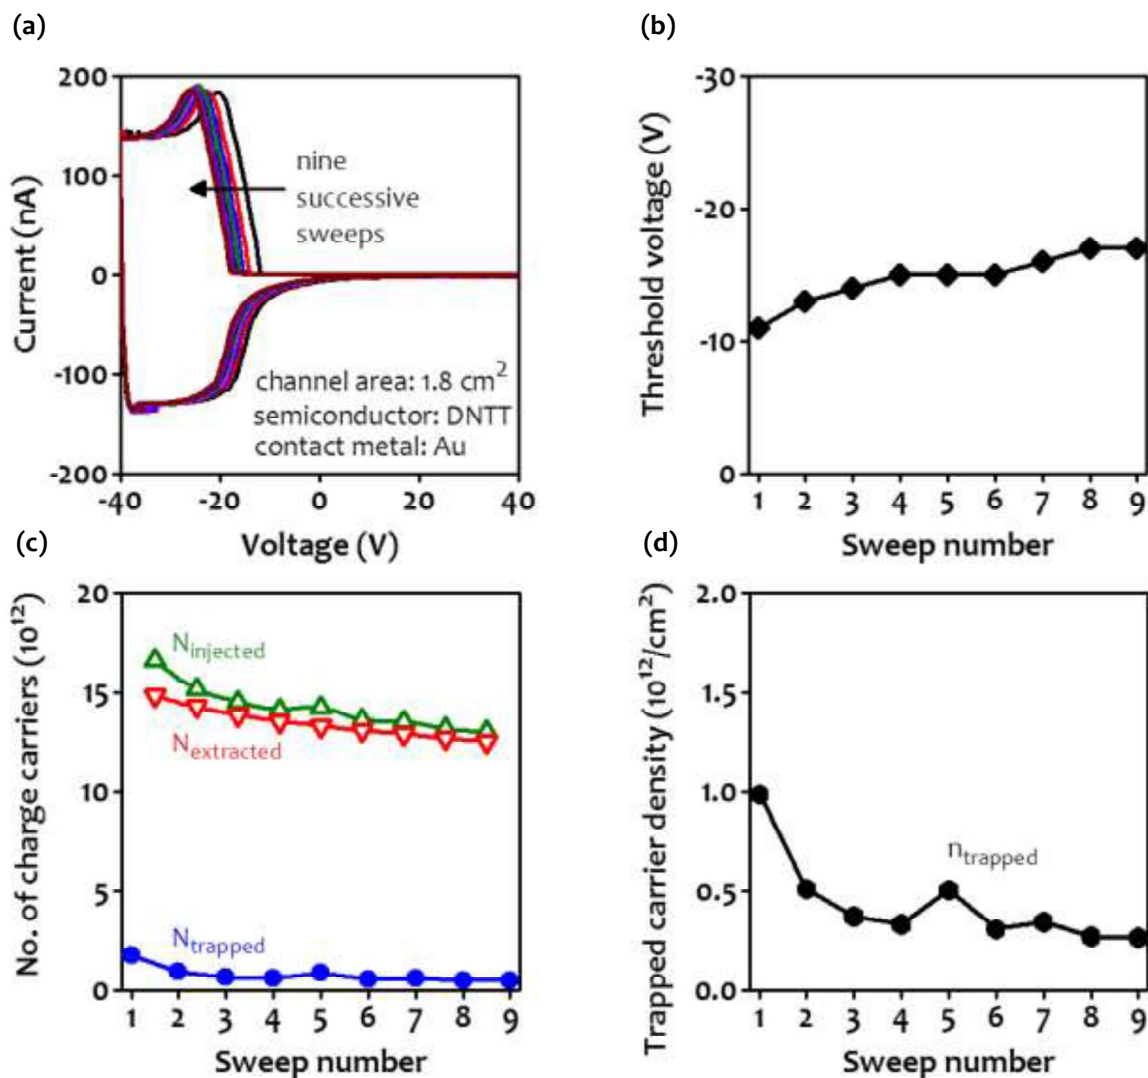 (a)
200
100
0
-100
-200
Current (nA)
nine
successive
sweeps
channel area: 1.8 cm²
semiconductor: DNTT
contact metal: Au
-40 -20 0 20 40
Voltage (V)
(b)
-30
-20
-10
0
Threshold voltage (V)
1 2 3 4 5 6 7 8 9
Sweep number
(c)
20
15
10
5
0
No. of charge carriers (10¹²)
N_injected
N_extracted
N_trapped
1 2 3 4 5 6 7 8 9
Sweep number
(d)
2.0
1.5
1.0
0.5
0.0
Trapped carrier density (10¹²/cm²)
n_trapped
1 2 3 4 5 6 7 8 9
Sweep number